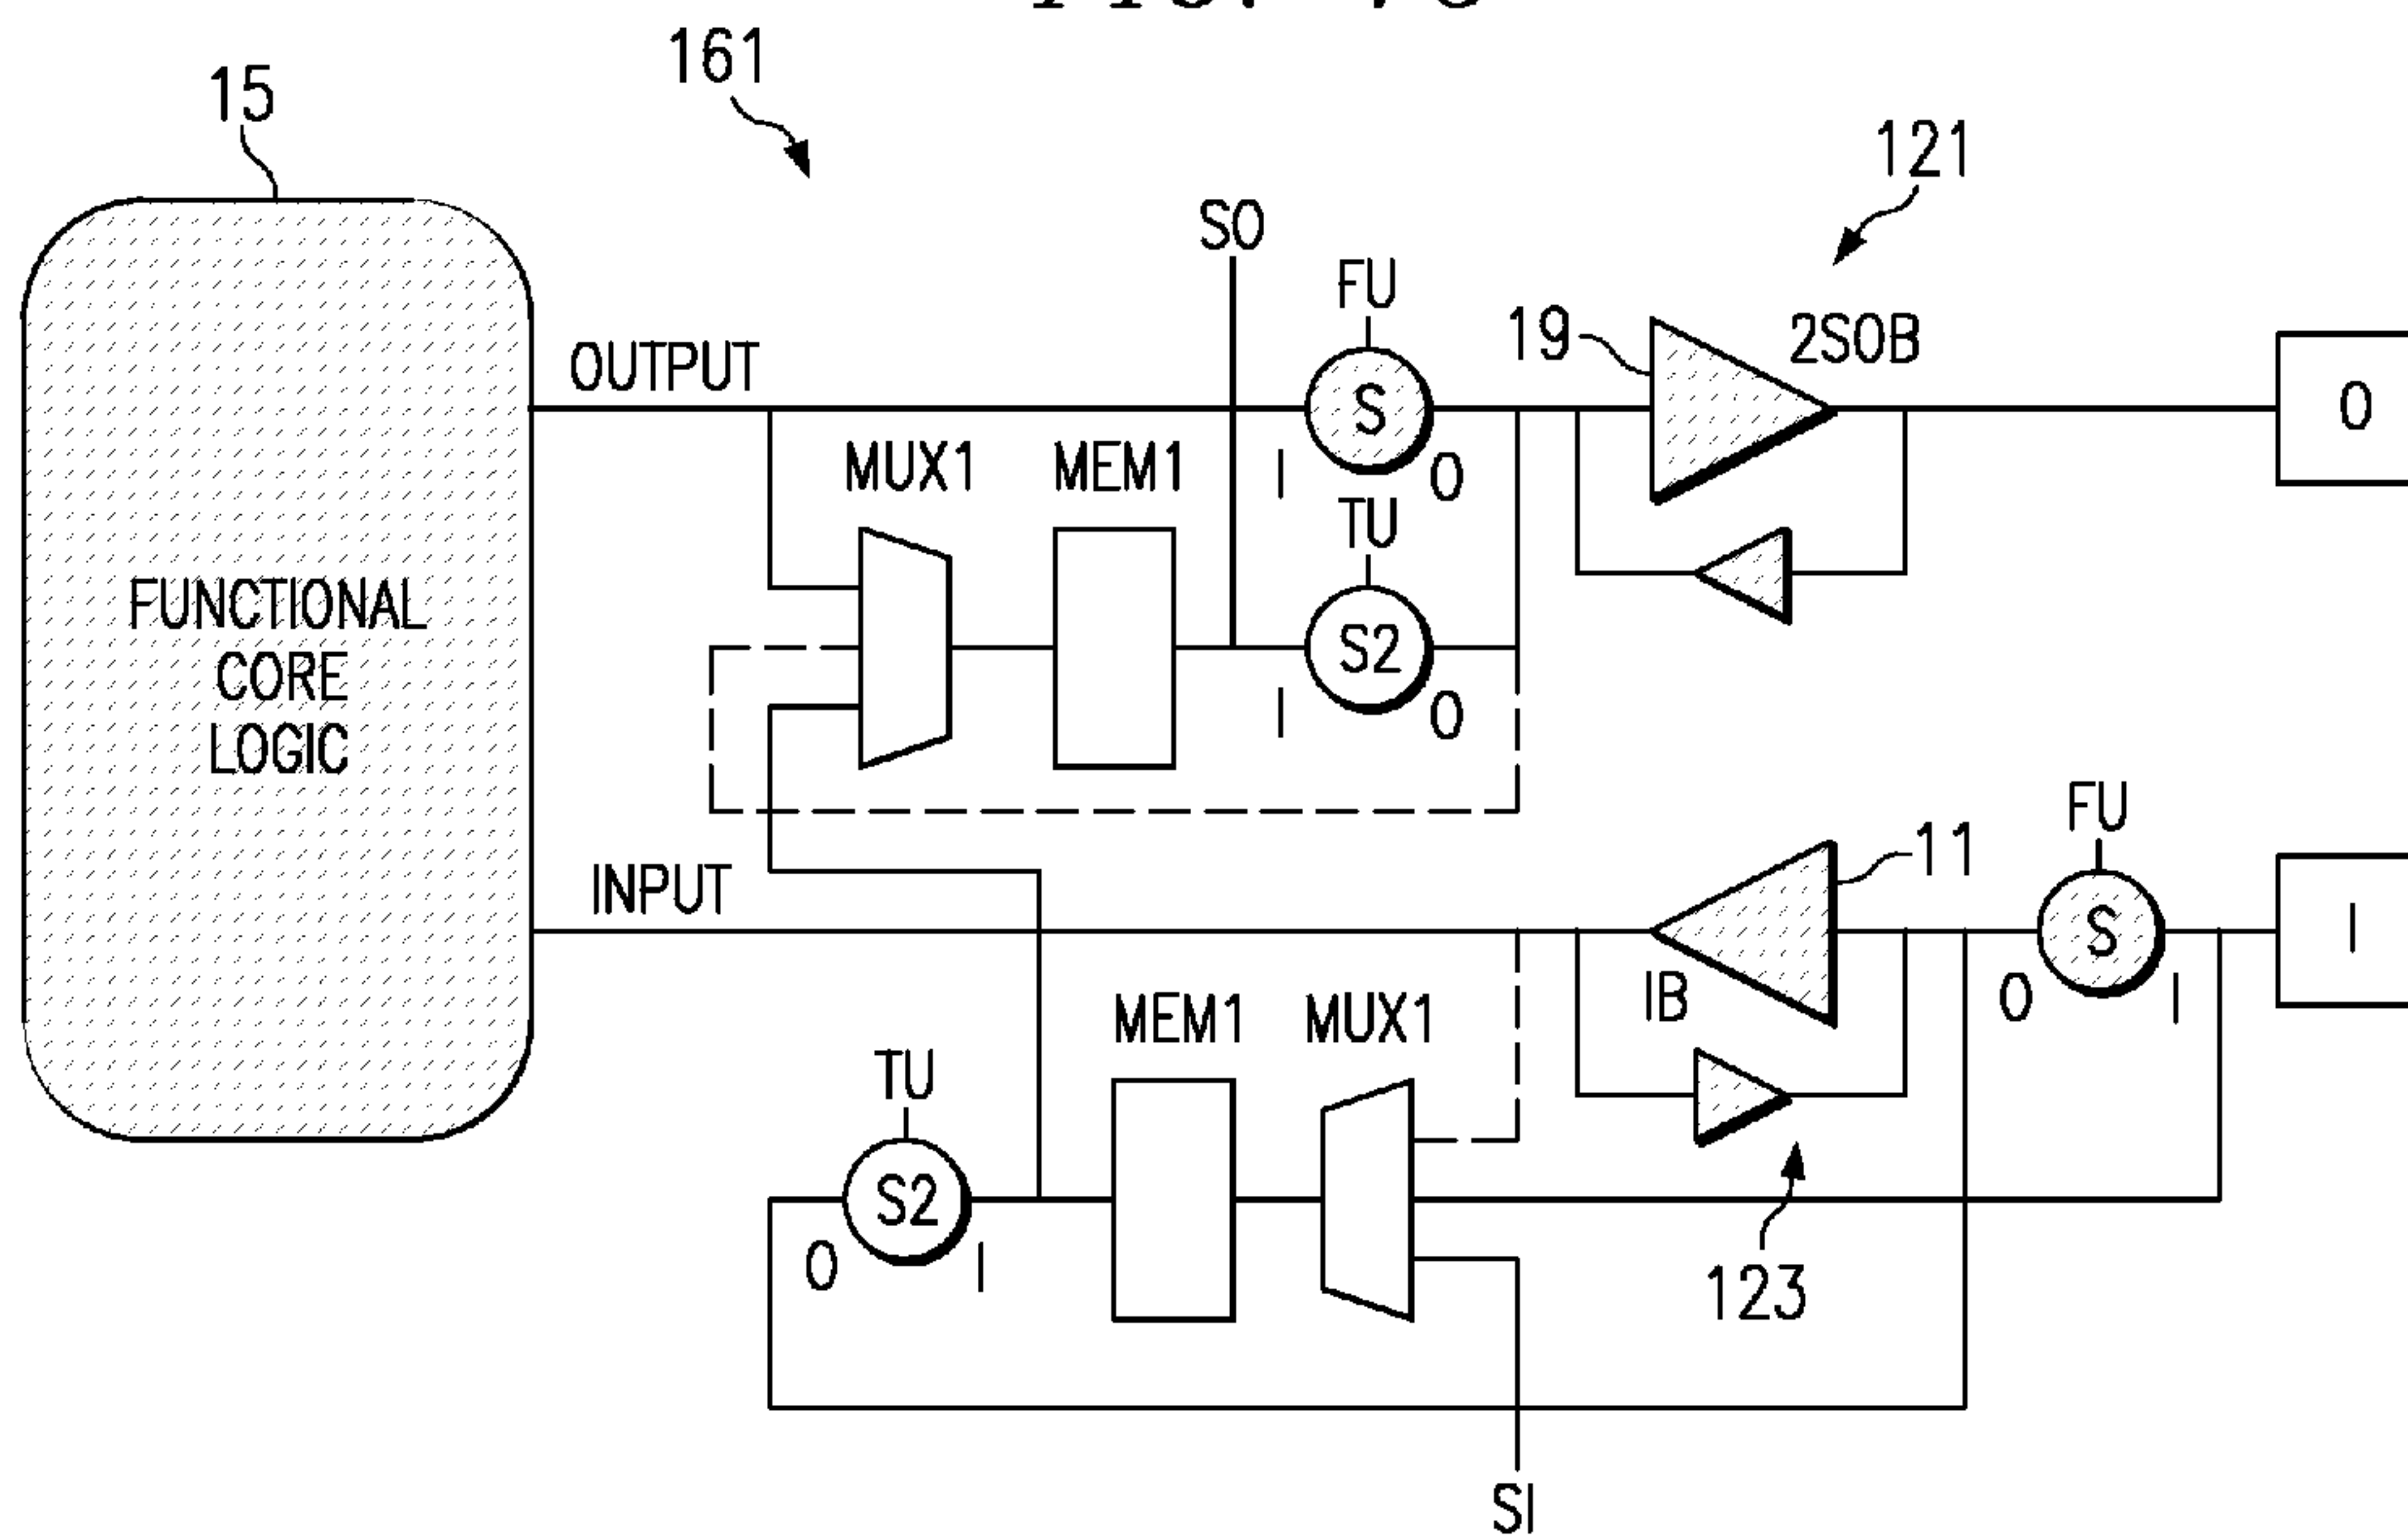 161
15
121
SO
FU
19
2SOB
OUTPUT
S
O
MUX1
MEM1
I
O
TU
FUNCTIONAL
CORE
LOGIC
S2
I
O
FU
11
INPUT
S
I
IB
O
I
MEM1
MUX1
TU
S2
O
I
123
SI